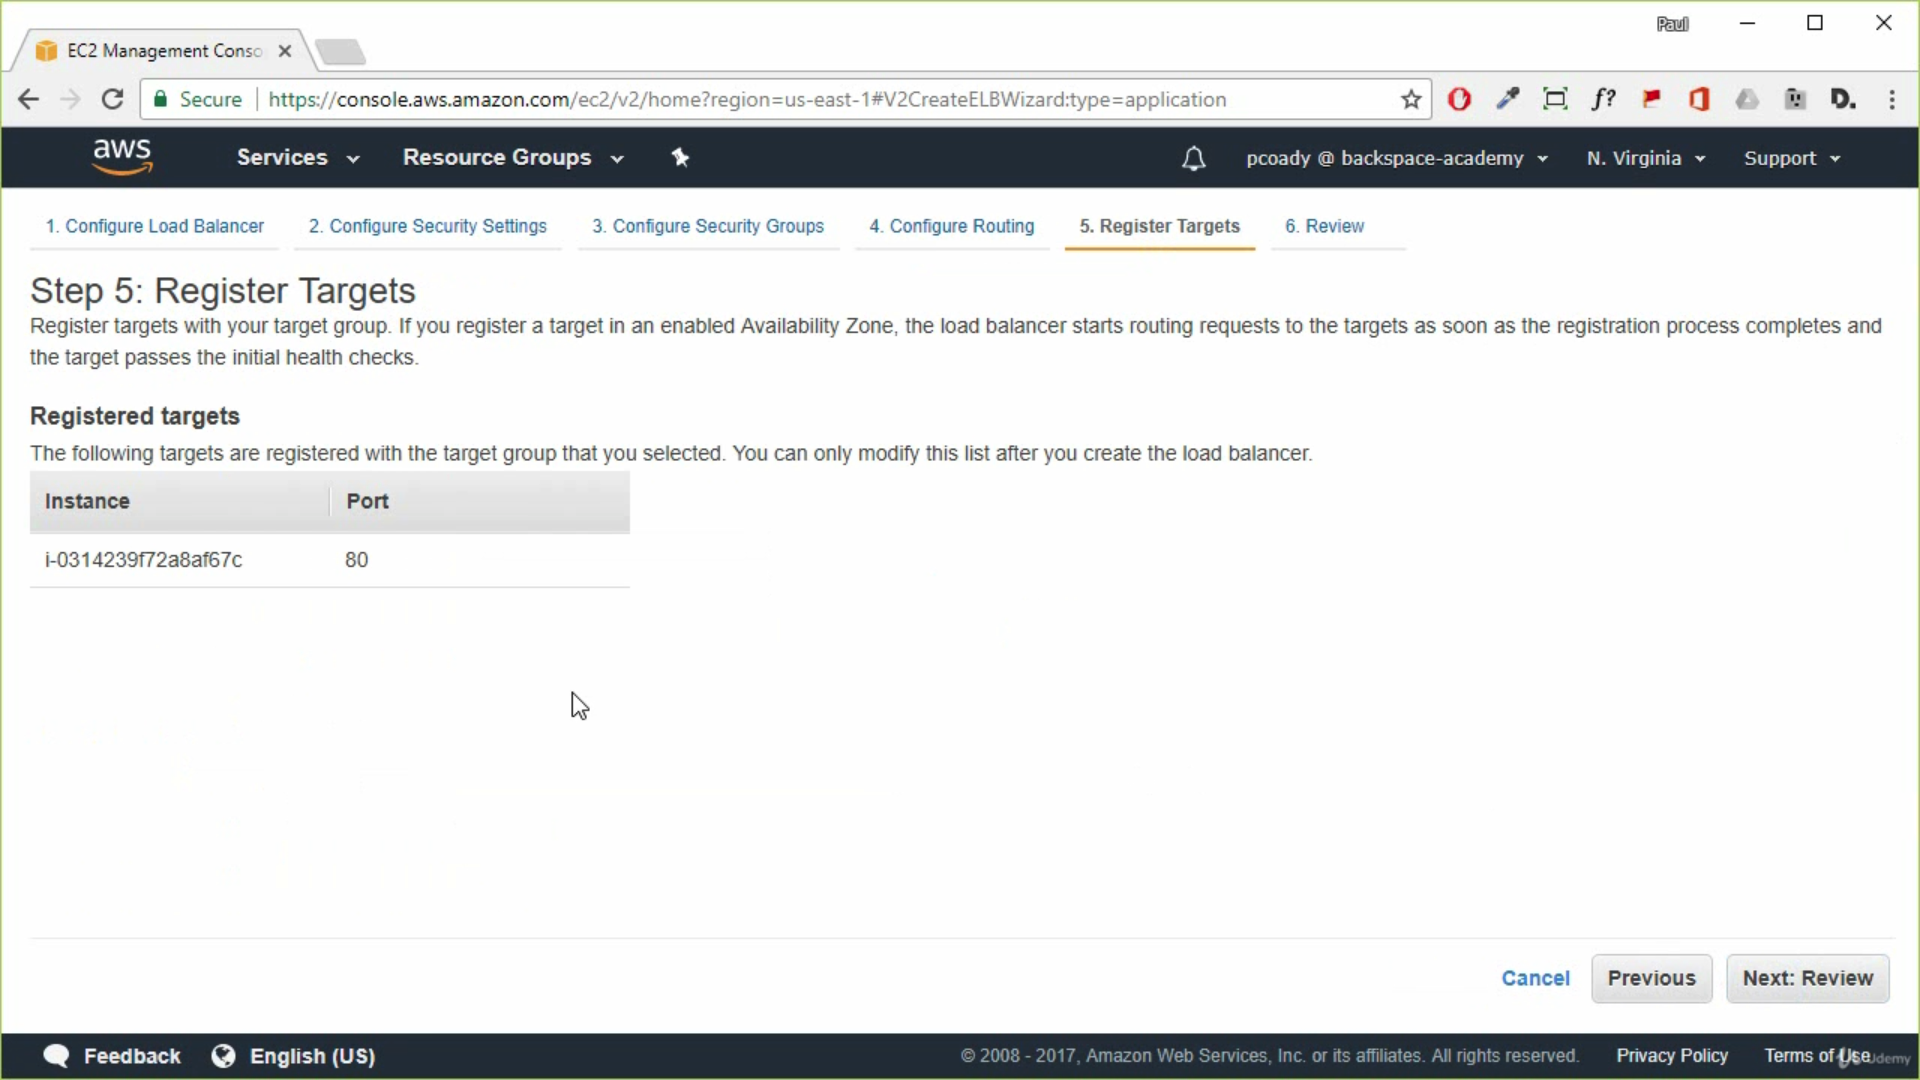 Paul
EC2 Management Conso
Secure https://console.aws.amazon.com/ec2/v2/home?region=us-east-1#V2CreateELBWizard:type=application
f?
D.
aws Services Resource Groups pcoady @ backspace-academy N. Virginia Support
1. Configure Load Balancer 2. Configure Security Settings 3. Configure Security Groups 4. Configure Routing 5. Register Targets 6. Review
Step 5: Register Targets
Register targets with your target group. If you register a target in an enabled Availability Zone, the load balancer starts routing requests to the targets as soon as the registration process completes and
the target passes the initial health checks.
Registered targets
The following targets are registered with the target group that you selected. You can only modify this list after you create the load balancer.
Instance Port
i-0314239f72a8af67c 80
Cancel Previous Next: Review
Feedback English (US) © 2008 - 2017, Amazon Web Services, Inc. or its affiliates. All rights reserved. Privacy Policy Terms of Use
Udemy